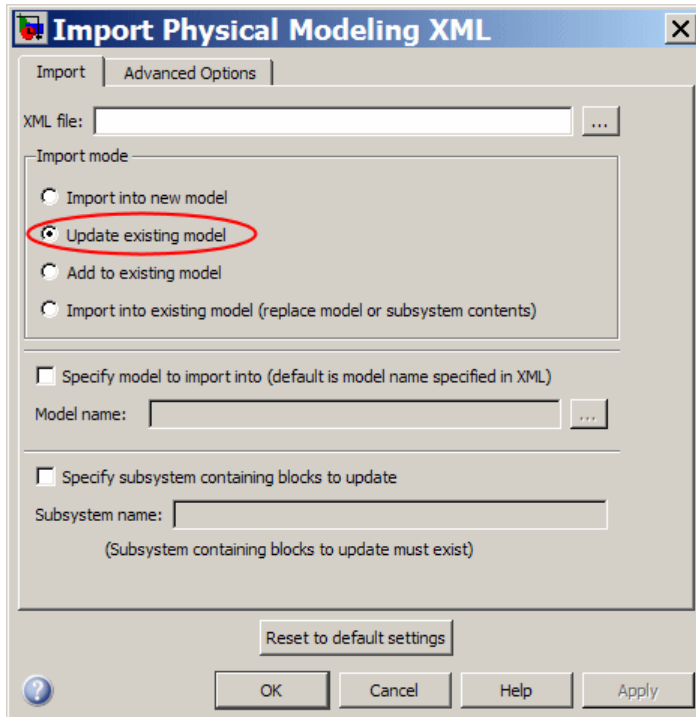 Import Physical Modeling XML
Import
Advanced Options
XML file:
...
Import mode
Import into new model
Update existing model
Add to existing model
Import into existing model (replace model or subsystem contents)
Specify model to import into (default is model name specified in XML)
Model name:
...
Specify subsystem containing blocks to update
Subsystem name:
(Subsystem containing blocks to update must exist)
Reset to default settings
?
OK
Cancel
Help
Apply